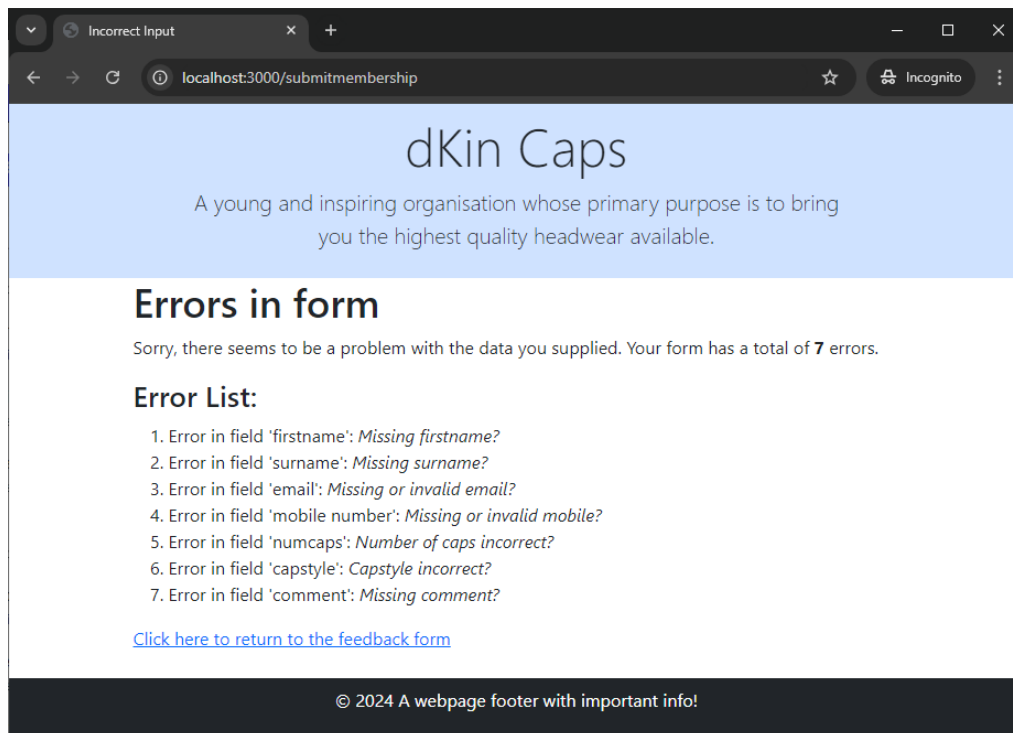 Incorrect Input
localhost:3000/submitmembership
Incognito
dKin Caps
A young and inspiring organisation whose primary purpose is to bring
you the highest quality headwear available.
Errors in form
Sorry, there seems to be a problem with the data you supplied. Your form has a total of 7 errors.
Error List:
1. Error in field 'firstname': Missing firstname?
2. Error in field 'surname': Missing surname?
3. Error in field 'email': Missing or invalid email?
4. Error in field 'mobile number': Missing or invalid mobile?
5. Error in field 'numcaps': Number of caps incorrect?
6. Error in field 'capstyle': Capstyle incorrect?
7. Error in field 'comment': Missing comment?
Click here to return to the feedback form
© 2024 A webpage footer with important info!